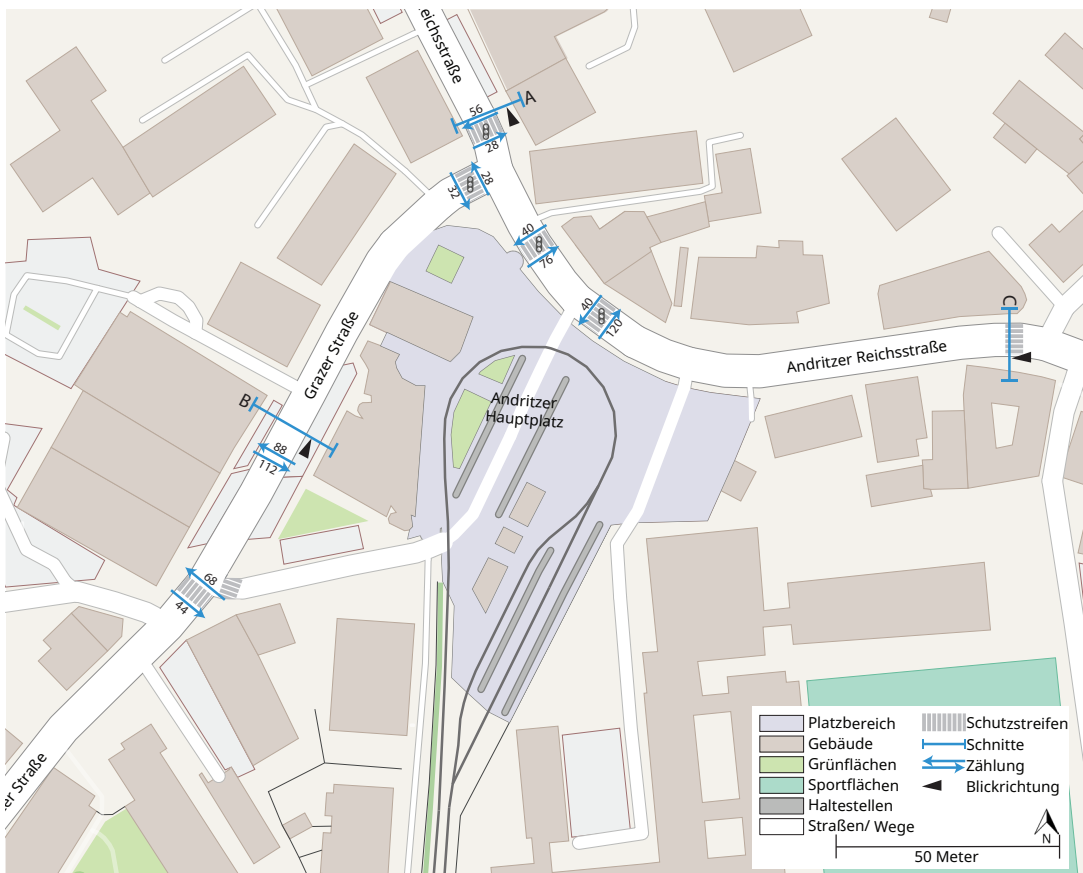 Reichsstraße
A
56
28
28
32
40
76
40
120
C
Andritzer Reichsstraße
Grazer Straße
Andritzer
Hauptplatz
B
88
112
68
44
zer Straße
Platzbereich
Gebäude
Grünflächen
Sportflächen
Haltestellen
Straßen/ Wege
Schutzstreifen
Schnitte
Zählung
Blickrichtung
N
50 Meter